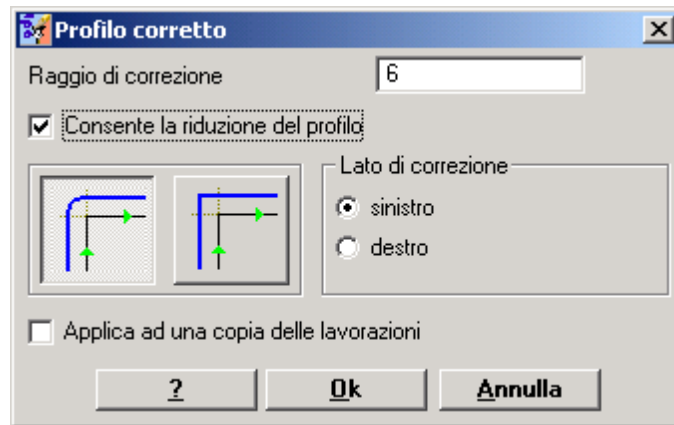 Profilo corretto
Raggio di correzione 6
Consente la riduzione del profilo
Lato di correzione
sinistro
destro
Applica ad una copia delle lavorazioni
? Ok Annulla